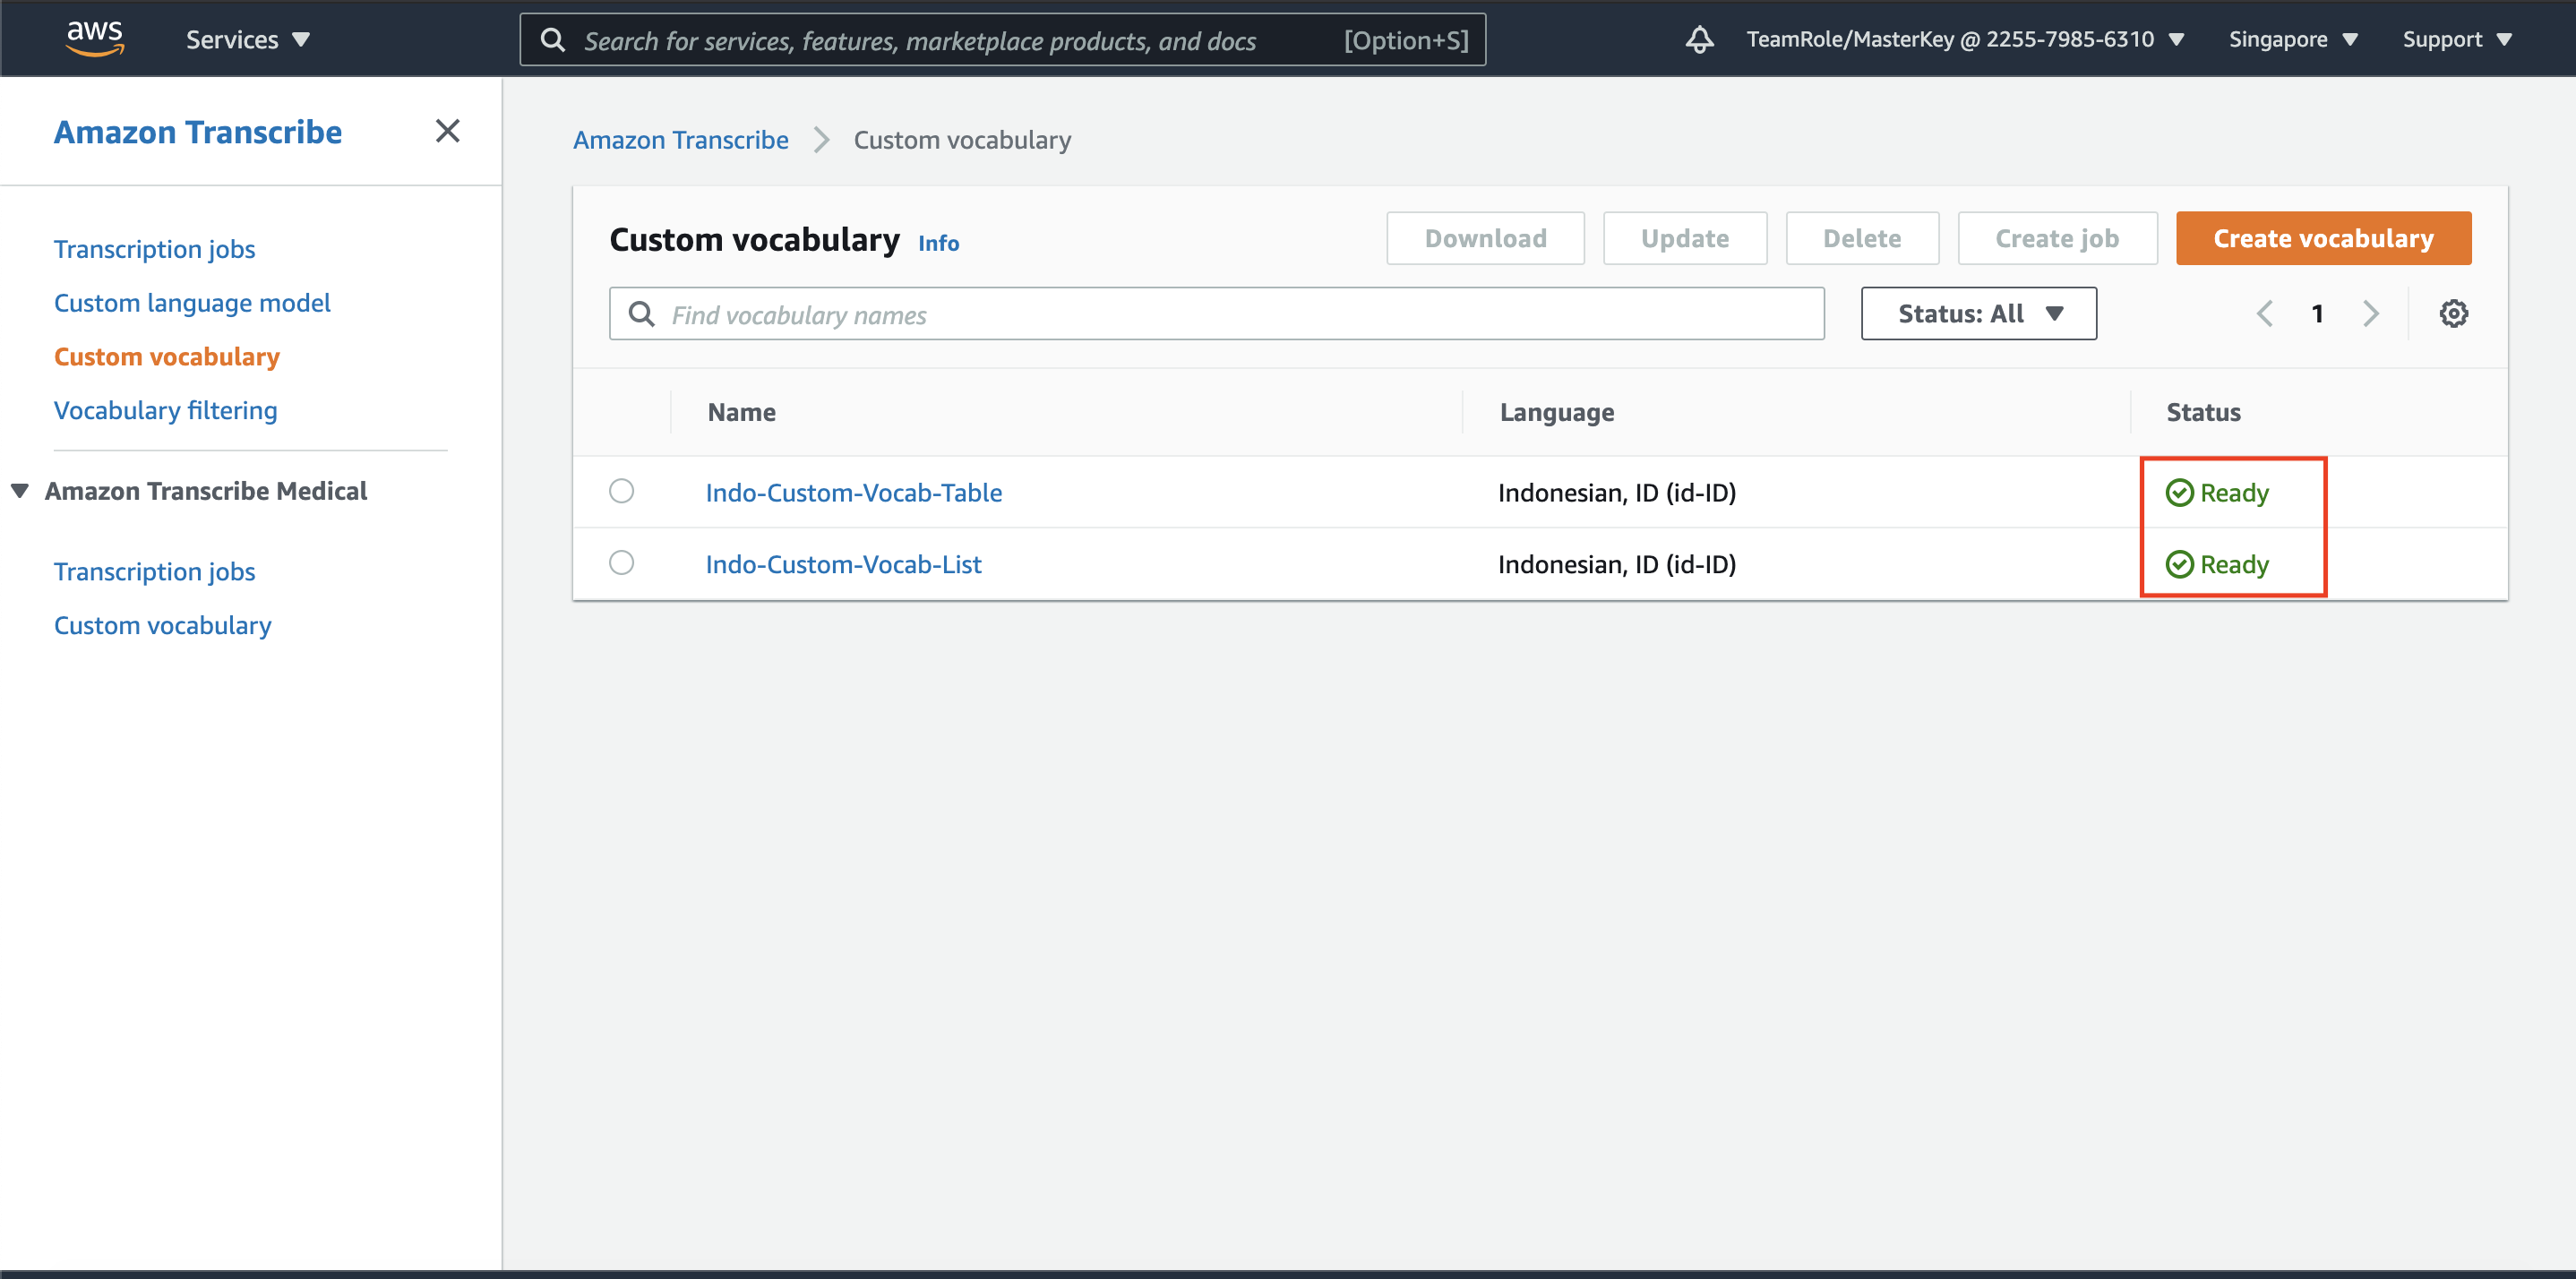 aws Services Search for services, features, marketplace products, and docs [Option+S] TeamRole/MasterKey @ 2255-7985-6310 Singapore Support
Amazon Transcribe
Transcription jobs
Custom language model
Custom vocabulary
Vocabulary filtering
Amazon Transcribe Medical
Transcription jobs
Custom vocabulary
Amazon Transcribe Custom vocabulary
Custom vocabulary Info Download Update Delete Create job Create vocabulary
Find vocabulary names Status: All 1
Name Language Status
Indo-Custom-Vocab-Table Indonesian, ID (id-ID) Ready
Indo-Custom-Vocab-List Indonesian, ID (id-ID) Ready